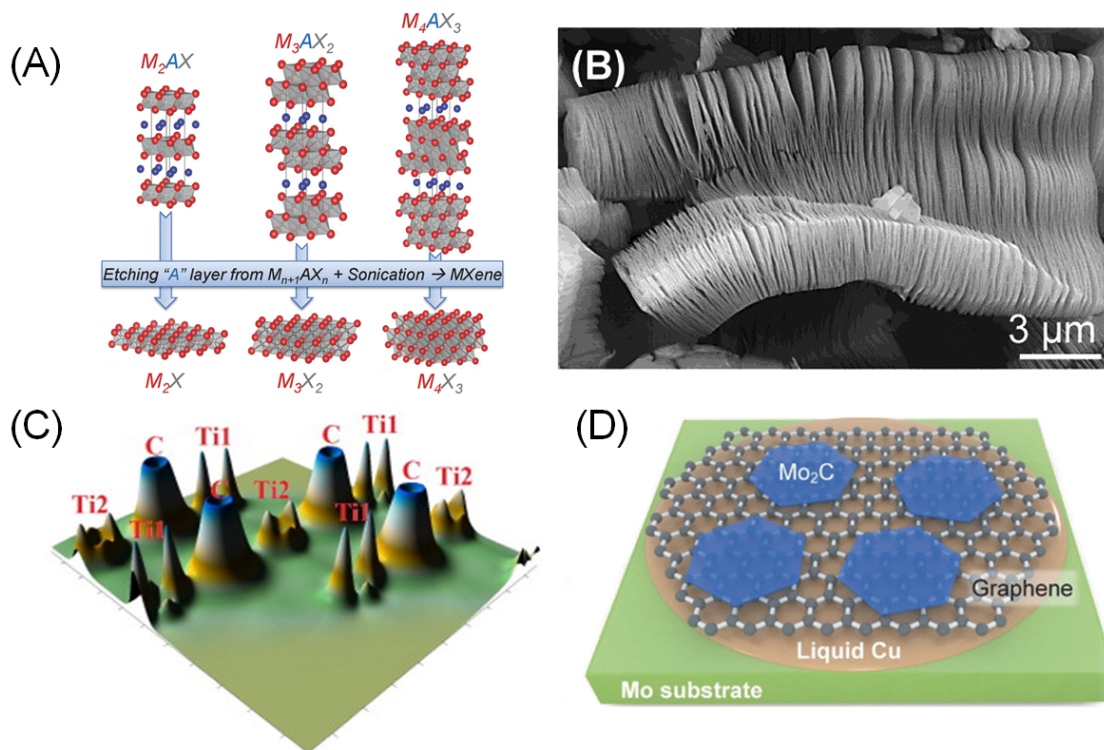 (A)
M₂AX
M₃AX₂
M₄AX₃
Etching "A" layer from Mₙ₊₁AXₙ + Sonication → MXene
M₂X
M₃X₂
M₄X₃
(B)
3 μm
(C)
C
Ti1
C
Ti1
C
Ti2
C
Ti2
Ti1
Ti1
Ti2
(D)
Mo₂C
Graphene
Liquid Cu
Mo substrate